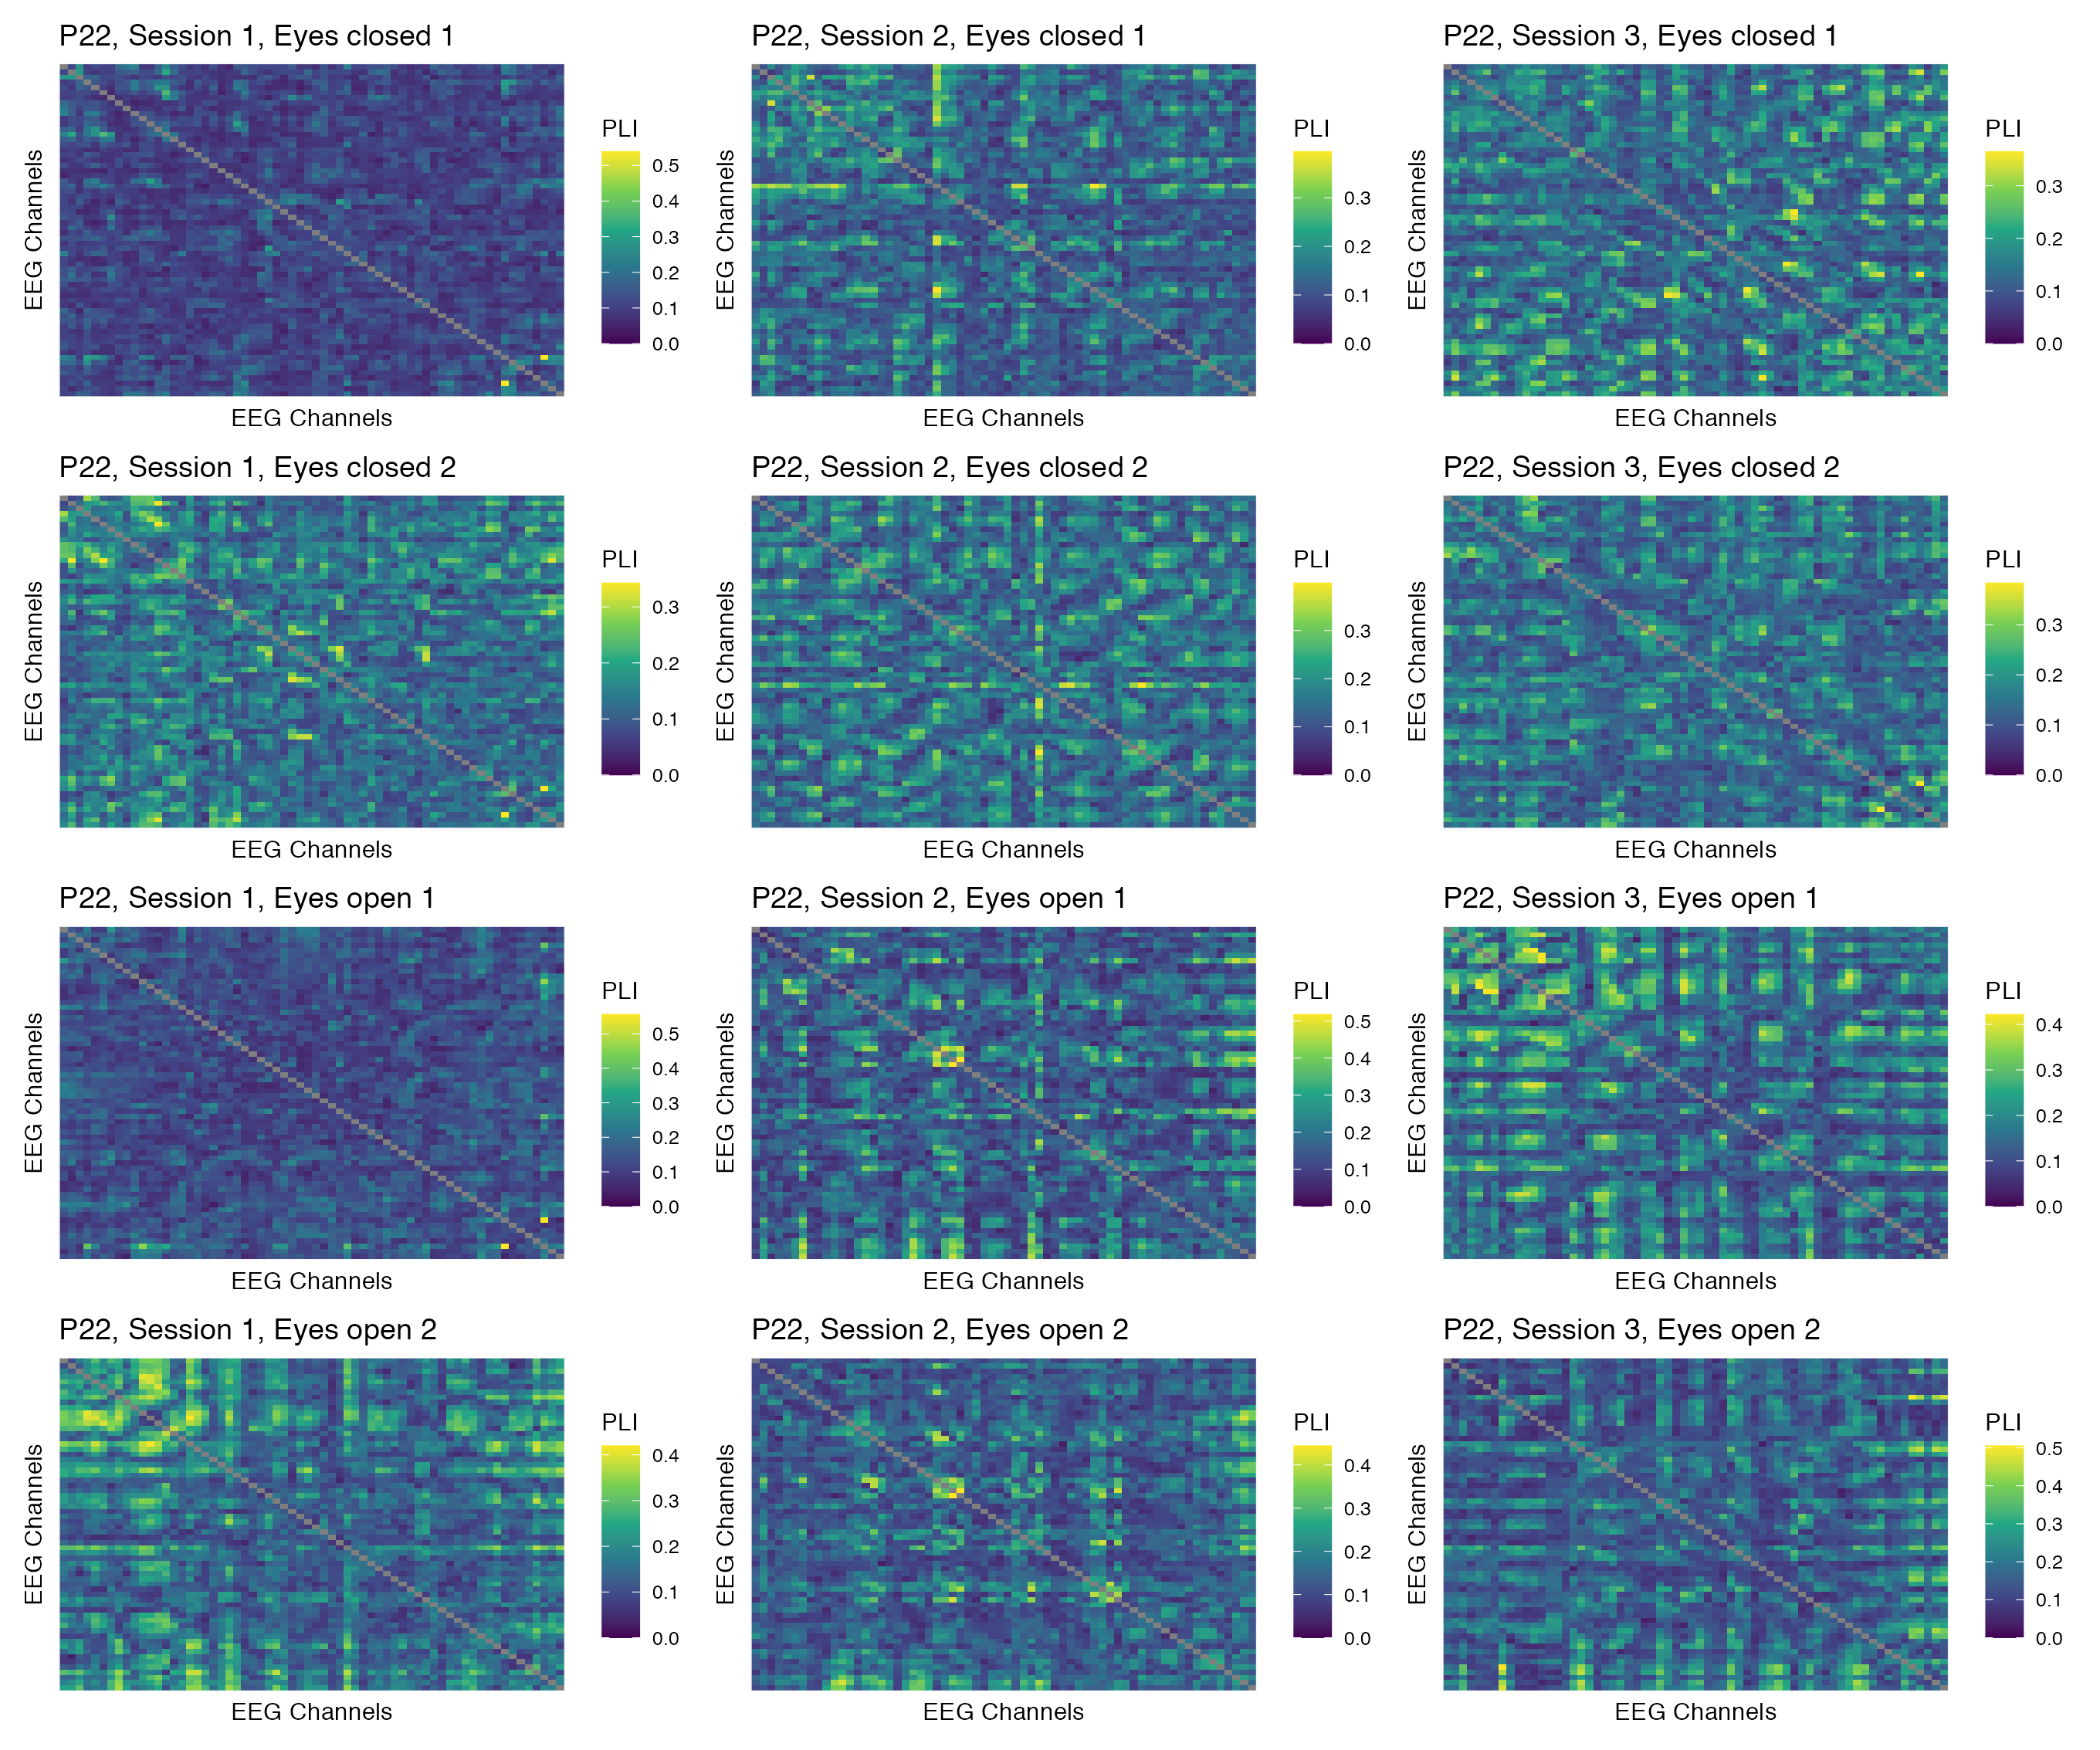 P22, Session 1, Eyes closed 1
P22, Session 2, Eyes closed 1
P22, Session 3, Eyes closed 1
EEG Channels
EEG Channels
PLI
0.5
0.4
0.3
0.2
0.1
0.0
EEG Channels
EEG Channels
PLI
0.3
0.2
0.1
0.0
EEG Channels
EEG Channels
PLI
0.3
0.2
0.1
0.0
P22, Session 1, Eyes closed 2
P22, Session 2, Eyes closed 2
P22, Session 3, Eyes closed 2
EEG Channels
EEG Channels
PLI
0.3
0.2
0.1
0.0
EEG Channels
EEG Channels
PLI
0.3
0.2
0.1
0.0
EEG Channels
EEG Channels
PLI
0.3
0.2
0.1
0.0
P22, Session 1, Eyes open 1
P22, Session 2, Eyes open 1
P22, Session 3, Eyes open 1
EEG Channels
EEG Channels
PLI
0.5
0.4
0.3
0.2
0.1
0.0
EEG Channels
EEG Channels
PLI
0.5
0.4
0.3
0.2
0.1
0.0
EEG Channels
EEG Channels
PLI
0.4
0.3
0.2
0.1
0.0
P22, Session 1, Eyes open 2
P22, Session 2, Eyes open 2
P22, Session 3, Eyes open 2
EEG Channels
EEG Channels
PLI
0.4
0.3
0.2
0.1
0.0
EEG Channels
EEG Channels
PLI
0.4
0.3
0.2
0.1
0.0
EEG Channels
EEG Channels
PLI
0.5
0.4
0.3
0.2
0.1
0.0